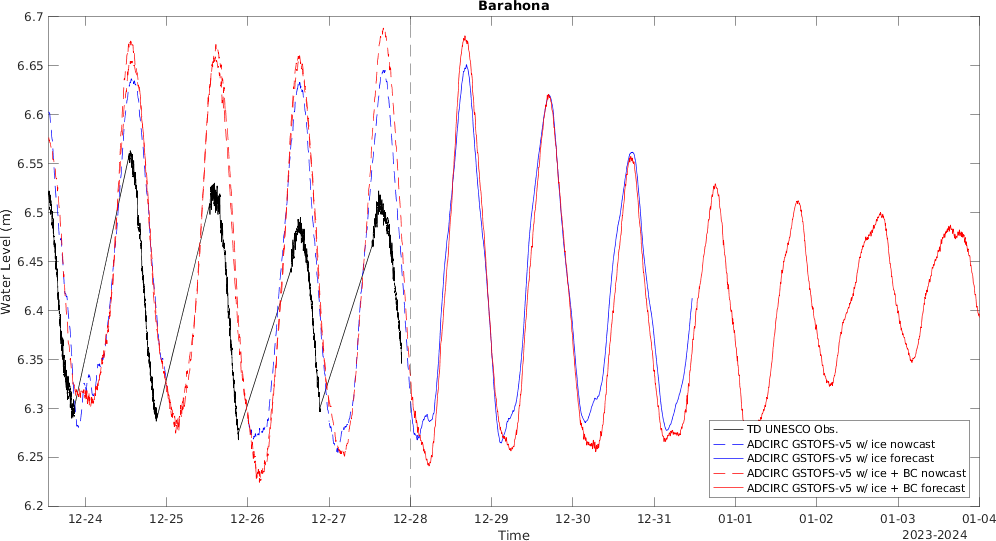 Barahona
6.7
6.65
6.6
6.55
6.5
6.45
6.4
6.35
6.3
6.25
6.2
Water Level (m)
12-24 12-25 12-26 12-27 12-28 12-29 12-30 12-31 01-01 01-02 01-03 01-04
Time
2023-2024
TD UNESCO Obs.
ADCIRC GSTOFS-v5 w/ ice nowcast
ADCIRC GSTOFS-v5 w/ ice forecast
ADCIRC GSTOFS-v5 w/ ice + BC nowcast
ADCIRC GSTOFS-v5 w/ ice + BC forecast